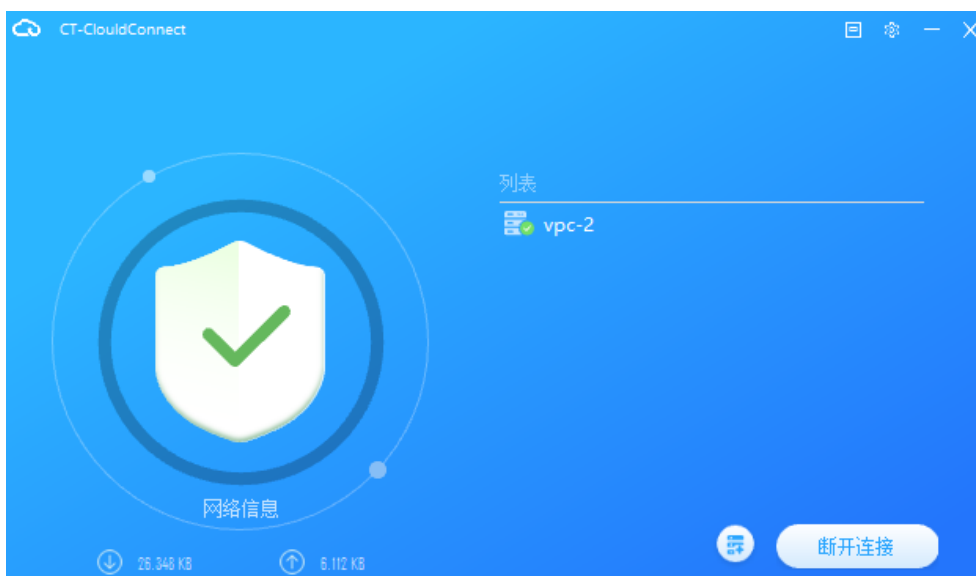 CT-ClouldConnect
列表
vpc-2
网络信息
26.348 KB
6.112 KB
断开连接